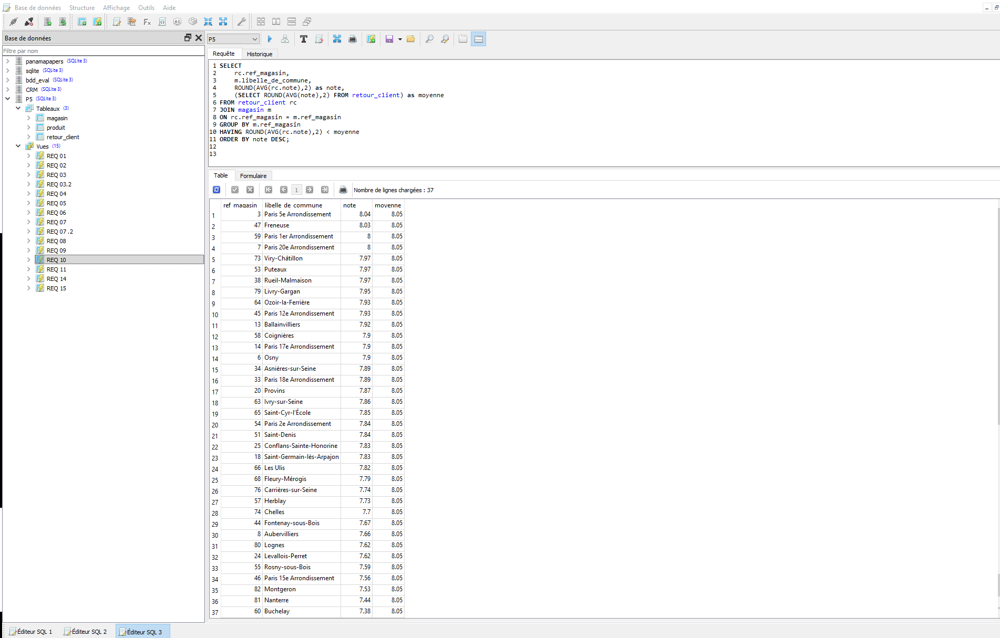 Base de données Structure Affichage Outils Aide
Base de données
Filtre par nom
panamapapers (SQLite 3)
sqlite (SQLite 3)
bdd_eval (SQLite 3)
CRM (SQLite 3)
P5 (SQLite 3)
Tableaux (3)
magasin
produit
retour_client
Vues (15)
REQ 01
REQ 02
REQ 03
REQ 03.2
REQ 04
REQ 05
REQ 06
REQ 07
REQ 07 .2
REQ 08
REQ 09
REQ 10
REQ 11
REQ 14
REQ 15
P5
Requête Historique
1 SELECT
2 rc.ref_magasin,
3 m.libelle_de_commune,
4 ROUND(AVG(rc.note),2) as note,
5 (SELECT ROUND(AVG(note),2) FROM retour_client) as moyenne
6 FROM retour_client rc
7 JOIN magasin m
8 ON rc.ref_magasin = m.ref_magasin
9 GROUP BY m.ref_magasin
10 HAVING ROUND(AVG(rc.note),2) < moyenne
11 ORDER BY note DESC;
12
13
Table Formulaire
1 Nombre de lignes chargées : 37
ref magasin libelle de commune note moyenne
1 3 Paris 5e Arrondissement 8.04 8.05
2 47 Freneuse 8.03 8.05
3 59 Paris 1er Arrondissement 8 8.05
4 7 Paris 20e Arrondissement 8 8.05
5 73 Viry-Châtillon 7.97 8.05
6 53 Puteaux 7.97 8.05
7 38 Rueil-Malmaison 7.97 8.05
8 79 Livry-Gargan 7.95 8.05
9 64 Ozoir-la-Ferrière 7.93 8.05
10 45 Paris 12e Arrondissement 7.93 8.05
11 13 Ballainvilliers 7.92 8.05
12 58 Coignières 7.9 8.05
13 14 Paris 17e Arrondissement 7.9 8.05
14 6 Osny 7.9 8.05
15 34 Asnières-sur-Seine 7.89 8.05
16 33 Paris 18e Arrondissement 7.89 8.05
17 20 Provins 7.87 8.05
18 63 Ivry-sur-Seine 7.86 8.05
19 65 Saint-Cyr-l'École 7.85 8.05
20 54 Paris 2e Arrondissement 7.84 8.05
21 51 Saint-Denis 7.84 8.05
22 25 Conflans-Sainte-Honorine 7.83 8.05
23 18 Saint-Germain-lès-Arpajon 7.83 8.05
24 66 Les Ulis 7.82 8.05
25 68 Fleury-Mérogis 7.79 8.05
26 76 Carrières-sur-Seine 7.74 8.05
27 57 Herblay 7.73 8.05
28 74 Chelles 7.7 8.05
29 44 Fontenay-sous-Bois 7.67 8.05
30 8 Aubervilliers 7.66 8.05
31 80 Lognes 7.62 8.05
32 24 Levallois-Perret 7.62 8.05
33 55 Rosny-sous-Bois 7.59 8.05
34 46 Paris 15e Arrondissement 7.56 8.05
35 82 Montgeron 7.53 8.05
36 81 Nanterre 7.44 8.05
37 60 Buchelay 7.38 8.05
Éditeur SQL 1 Éditeur SQL 2 Éditeur SQL 3